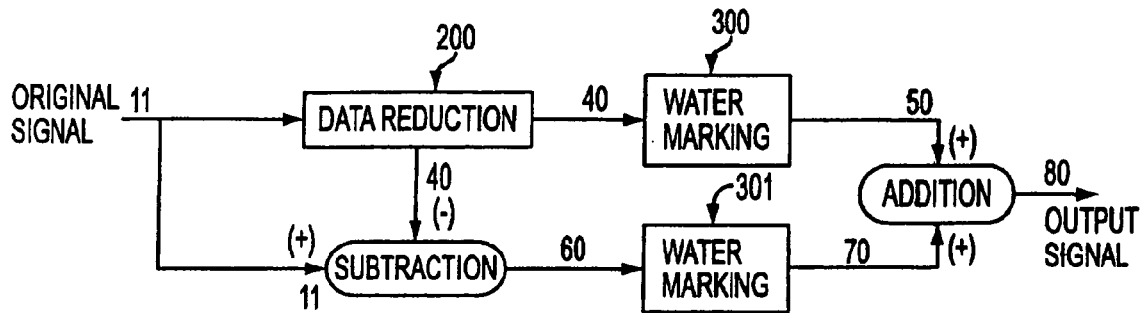 200
300
ORIGINAL
SIGNAL
11
DATA REDUCTION
40
WATER
MARKING
50
(+)
40
(-)
301
ADDITION
80
OUTPUT
SIGNAL
(+)
11
SUBTRACTION
60
WATER
MARKING
70
(+)